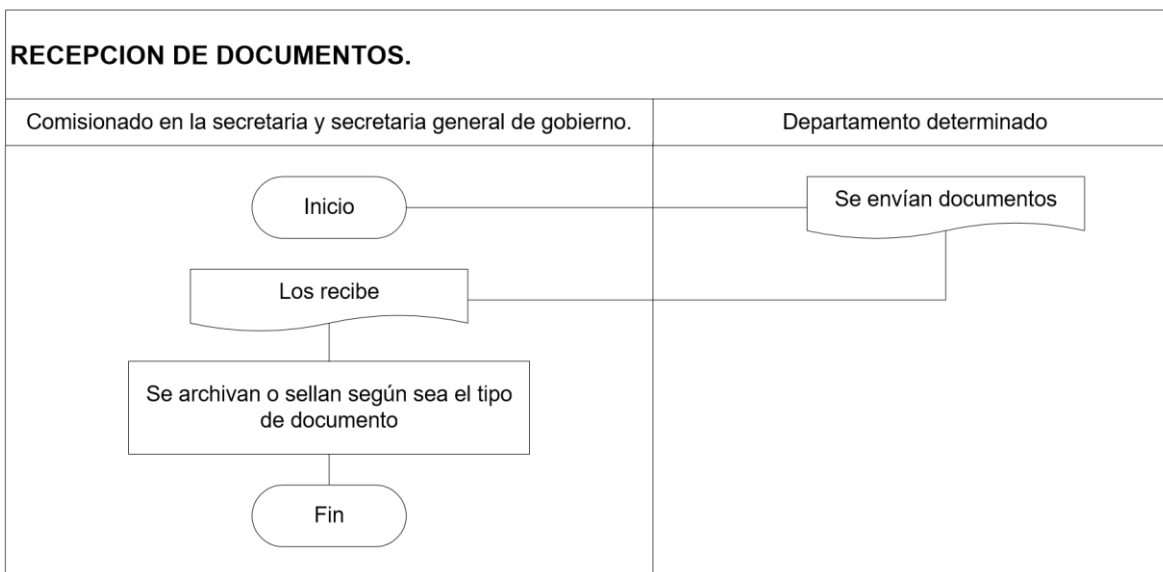 RECEPCION DE DOCUMENTOS.
Comisionado en la secretaria y secretaria general de gobierno.
Departamento determinado
Inicio
Se envían documentos
Los recibe
Se archivan o sellan según sea el tipo
de documento
Fin